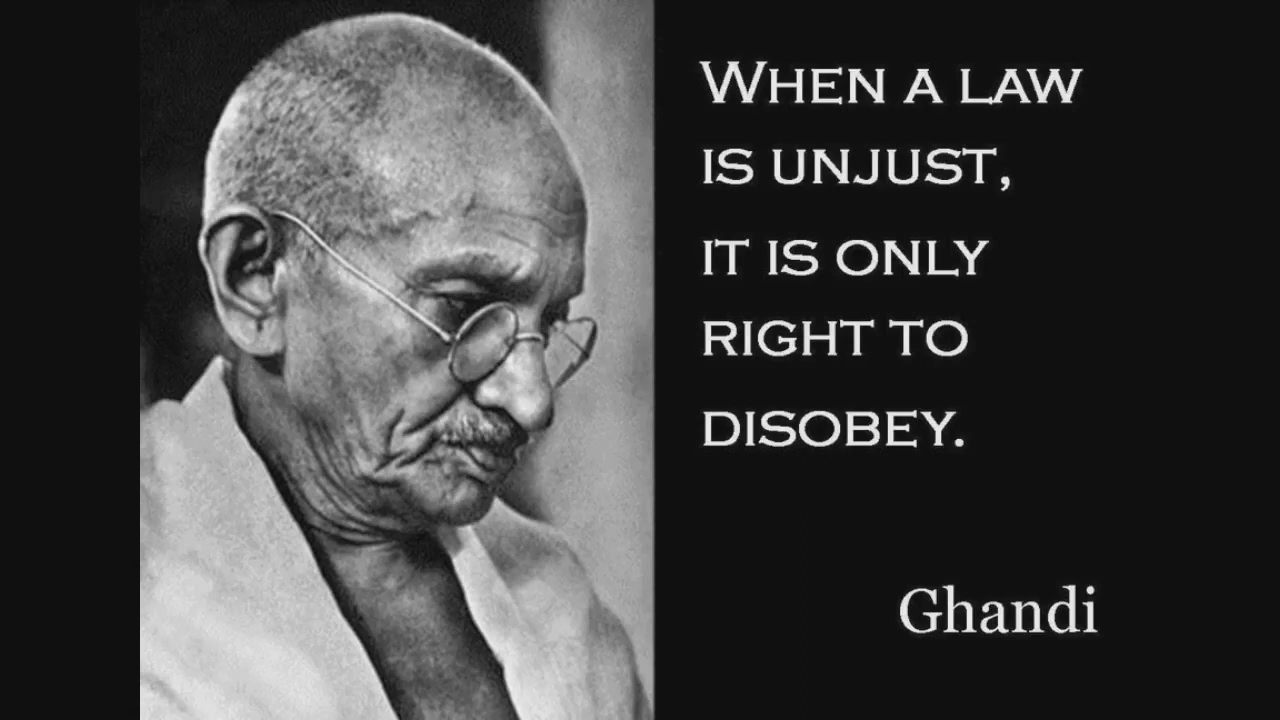 WHEN A LAW
IS UNJUST,
IT IS ONLY
RIGHT TO
DISOBEY.
Ghandi